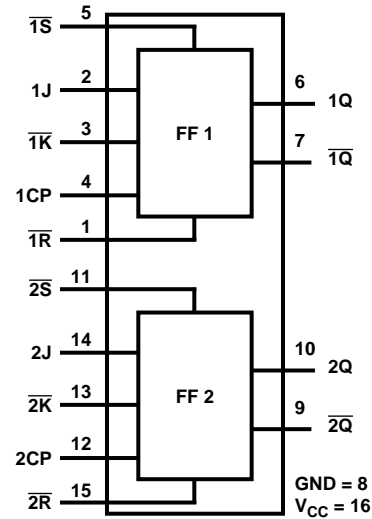 1S̅ 5
1J 2
1K̅ 3
1CP 4
1R̅ 1
FF 1
6 1Q
7 1Q̅
2S̅ 11
2J 14
2K̅ 13
2CP 12
2R̅ 15
FF 2
10 2Q
9 2Q̅
GND = 8
VCC = 16